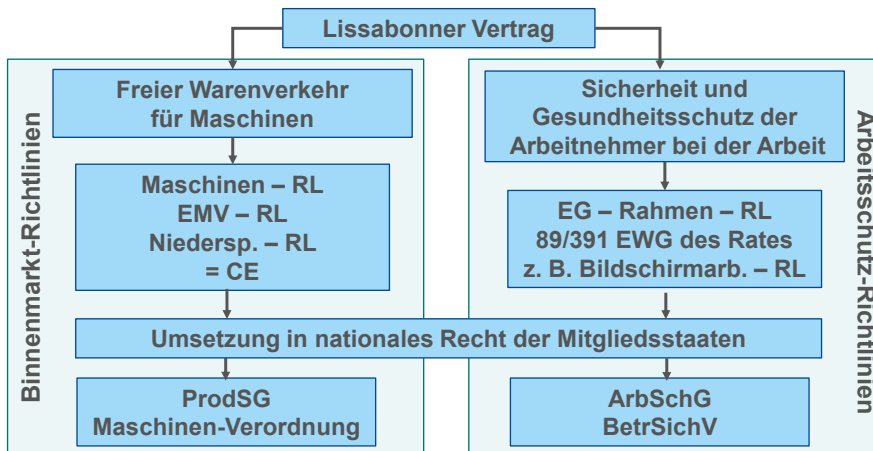 Lissabonner Vertrag
Binnenmarkt-Richtlinien
Freier Warenverkehr
für Maschinen
Maschinen – RL
EMV – RL
Niedersp. – RL
= CE
Sicherheit und
Gesundheitsschutz der
Arbeitnehmer bei der Arbeit
EG – Rahmen – RL
89/391 EWG des Rates
z. B. Bildschirmarb. – RL
Arbeitsschutz-Richtlinien
Umsetzung in nationales Recht der Mitgliedsstaaten
ProdSG
Maschinen-Verordnung
ArbSchG
BetrSichV